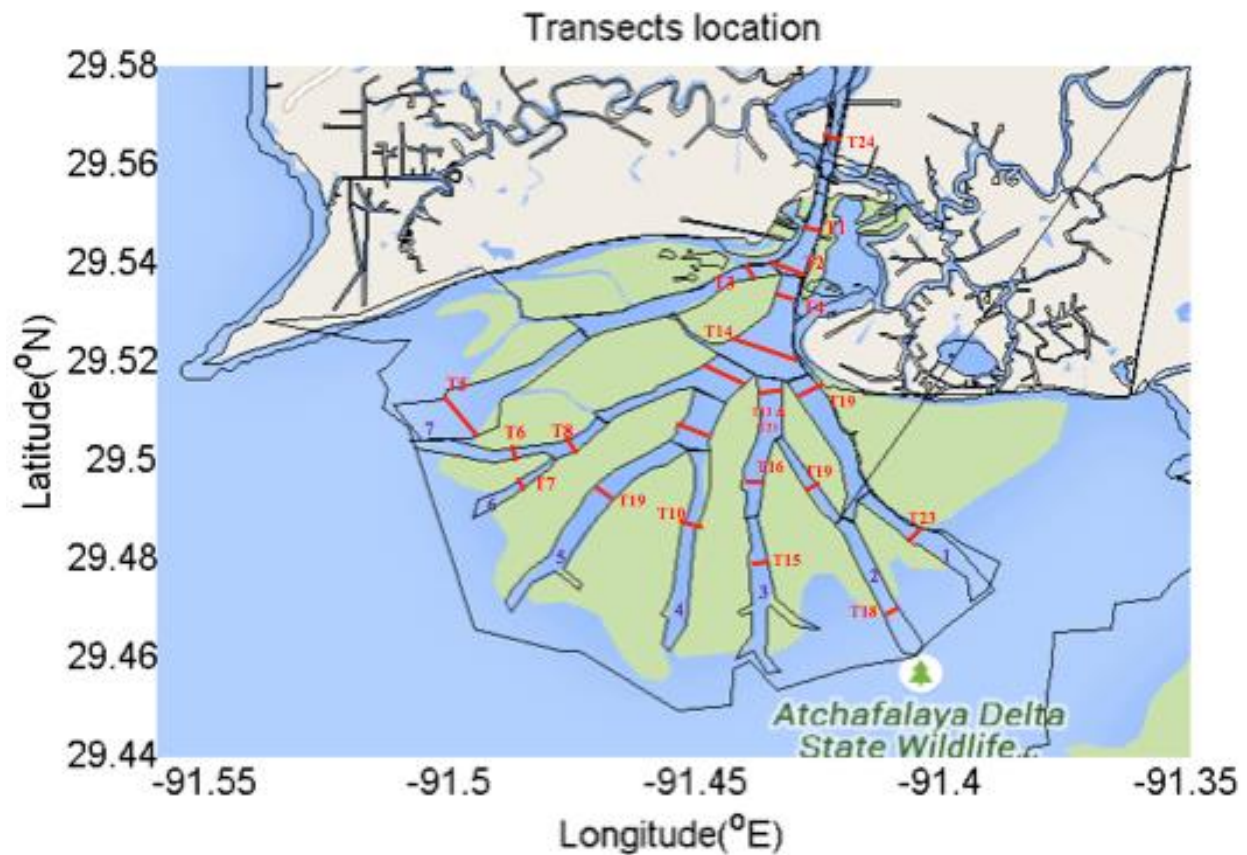 Transects location
29.58
29.56
29.54
29.52
29.5
29.48
29.46
29.44
Latitude(°N)
T24
T1
T2
T3
T4
T14
T5
T19
7
T6
T8
T16
T7
T19
6
T19
T10
T23
5
T15
1
2
3
4
T18
Atchafalaya Delta
State Wildlife..
-91.55
-91.5
-91.45
-91.4
-91.35
Longitude(°E)